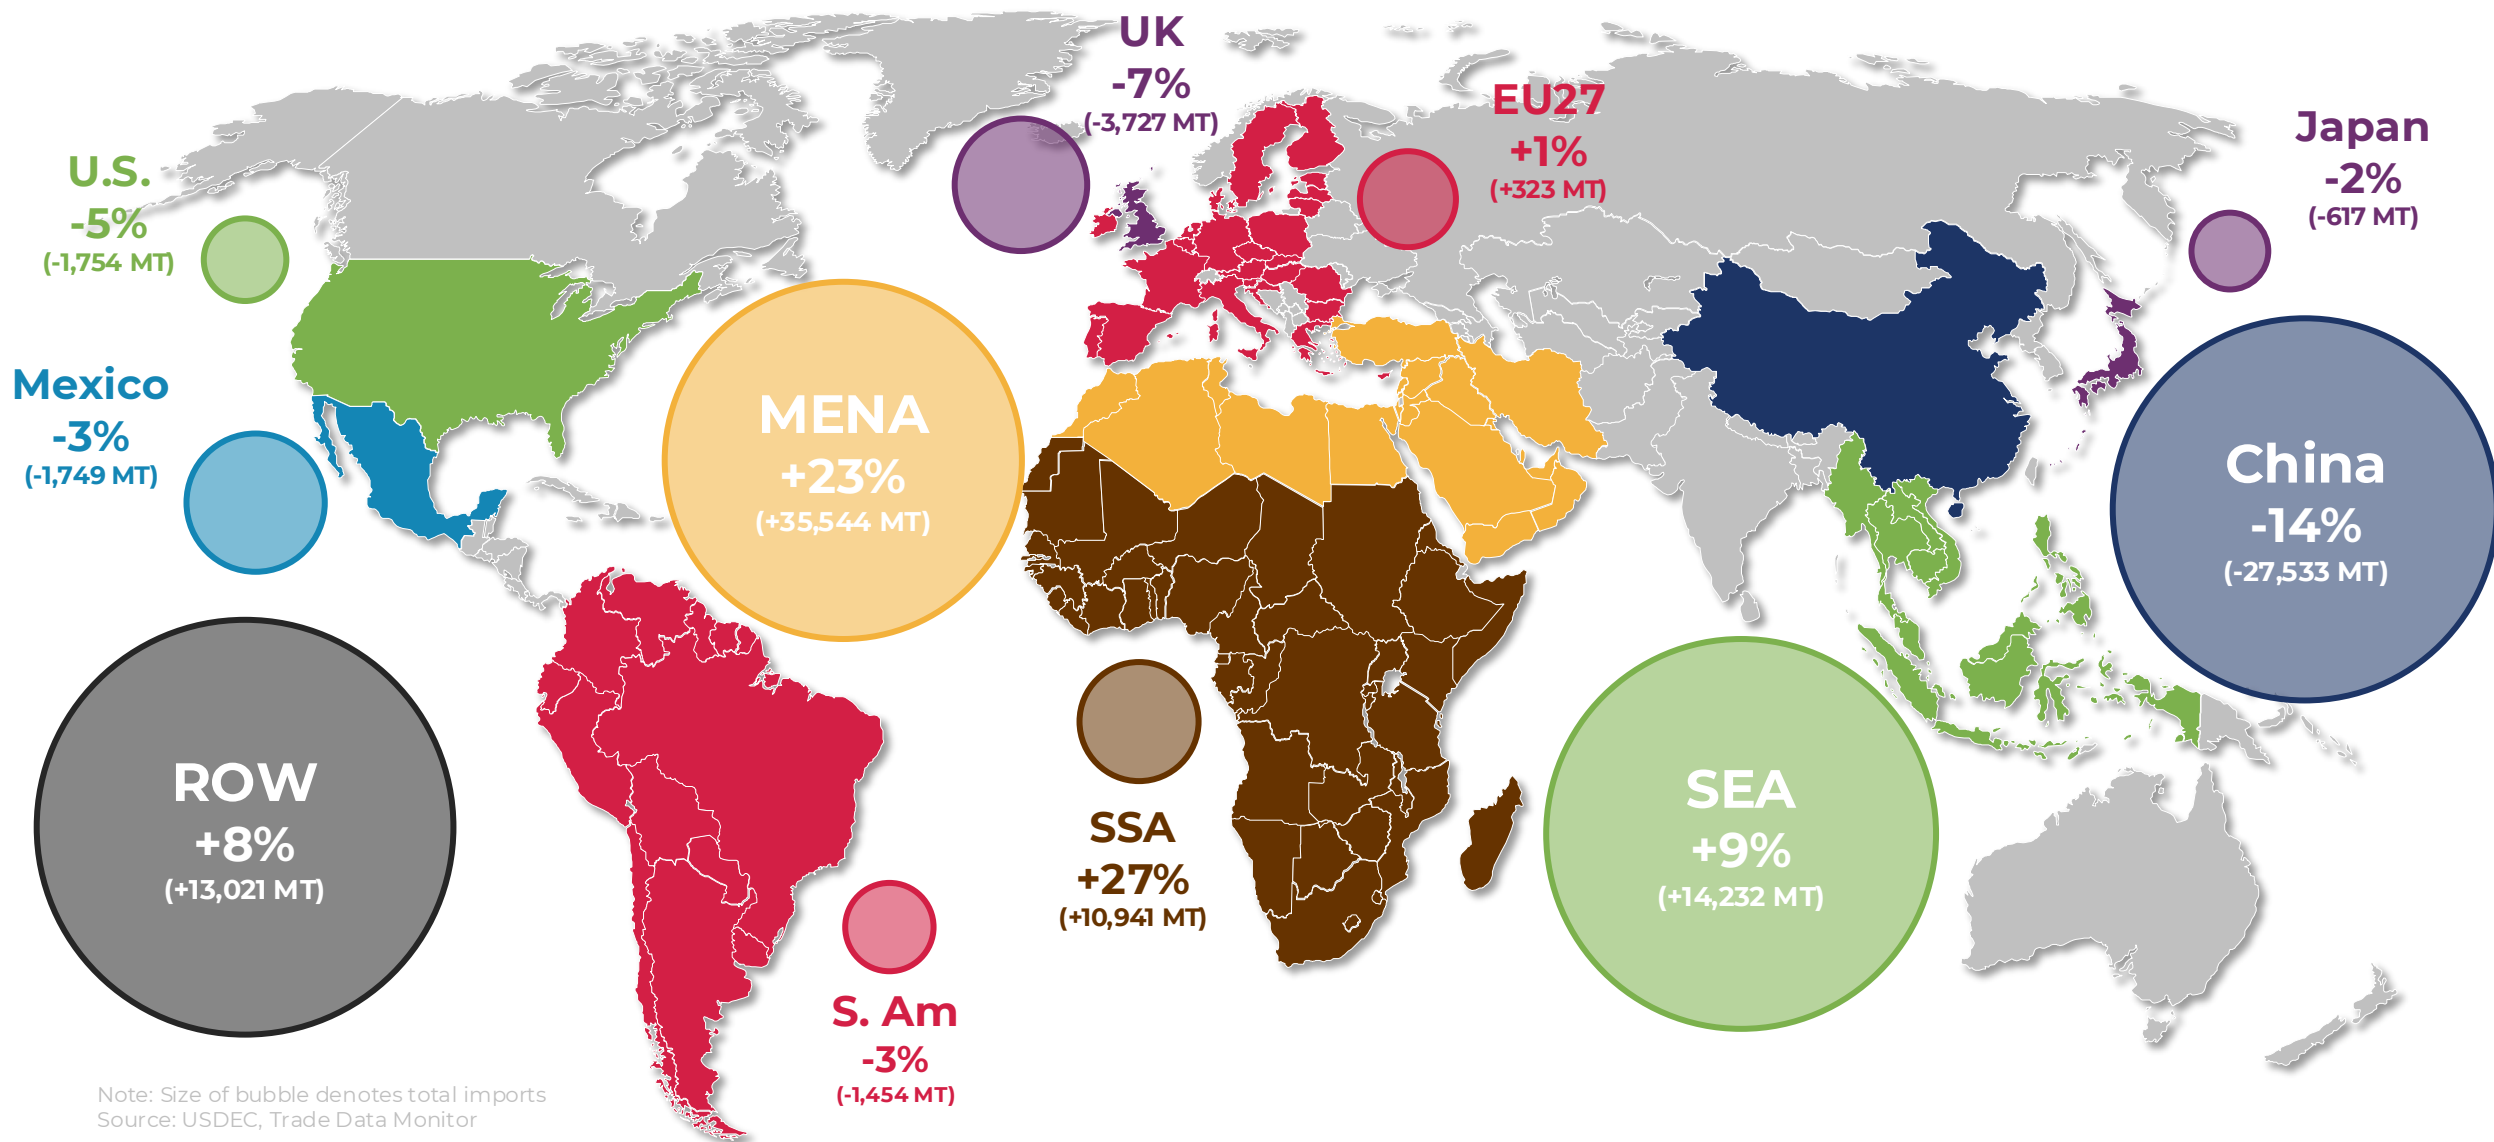 UK
-7%
(-3,727 MT)
EU27
+1%
(+323 MT)
Japan
-2%
(-617 MT)
U.S.
-5%
(-1,754 MT)
Mexico
-3%
(-1,749 MT)
MENA
+23%
(+35,544 MT)
China
-14%
(-27,533 MT)
ROW
+8%
(+13,021 MT)
SSA
+27%
(+10,941 MT)
SEA
+9%
(+14,232 MT)
S. Am
-3%
(-1,454 MT)
Note: Size of bubble denotes total imports
Source: USDEC, Trade Data Monitor